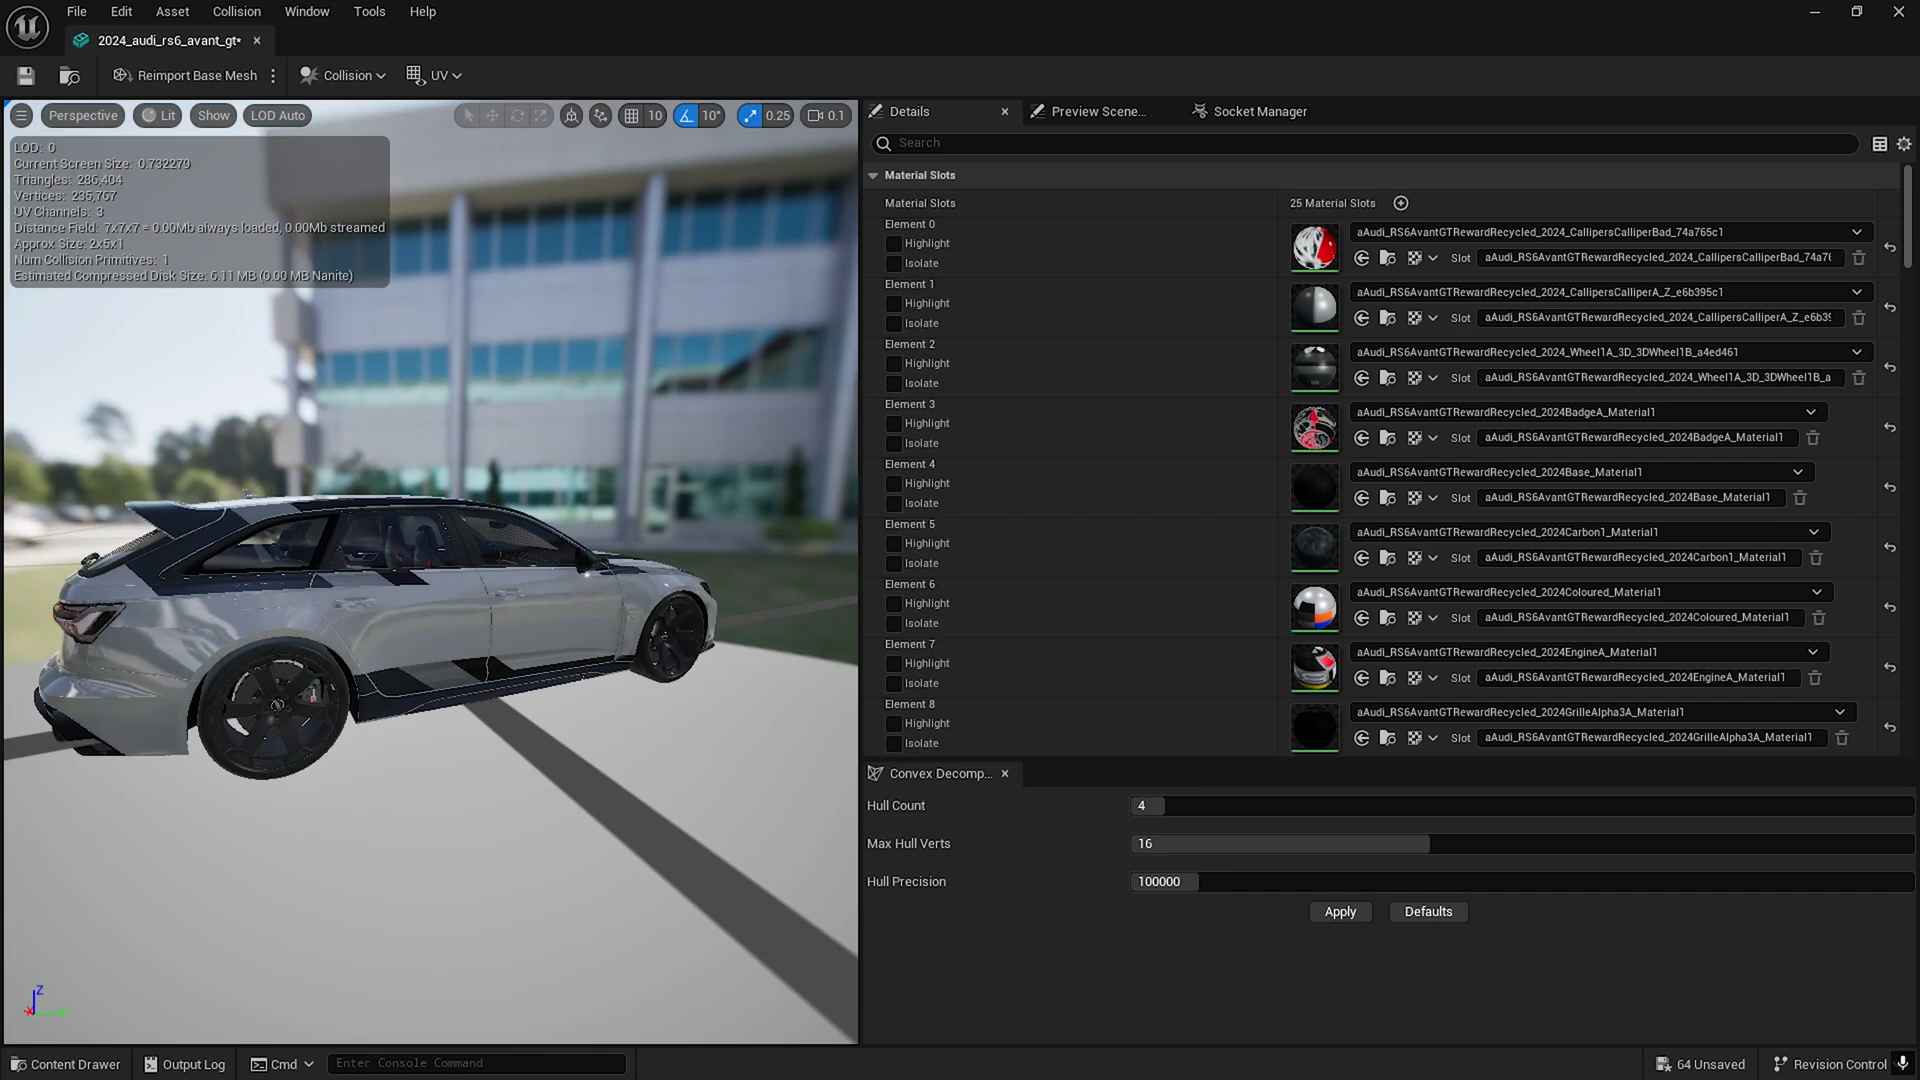 File Edit Asset Collision Window Tools Help
2024_audi_rs6_avant_gt*
Reimport Base Mesh
Collision
UV
Perspective
Lit
Show
LOD Auto
10
10°
0.25
0.1
LOD: 0
Current Screen Size: 0.732279
Triangles: 286,404
Vertices: 235,767
UV Channels: 3
Distance Field: 7x7x7 = 0.00Mb always loaded, 0.00Mb streamed
Approx Size: 2x5x1
Num Collision Primitives: 1
Estimated Compressed Disk Size: 6.11 MB (0.00 MB Nanite)
Z
Details
Preview Scene...
Socket Manager
Search
Material Slots
Material Slots
25 Material Slots
Element 0
Highlight
Isolate
aAudi_RS6AvantGTRewardRecycled_2024_CallipersCalliperBad_74a765c1
Slot aAudi_RS6AvantGTRewardRecycled_2024_CallipersCalliperBad_74a76
Element 1
Highlight
Isolate
aAudi_RS6AvantGTRewardRecycled_2024_CallipersCalliperA_Z_e6b395c1
Slot aAudi_RS6AvantGTRewardRecycled_2024_CallipersCalliperA_Z_e6b39
Element 2
Highlight
Isolate
aAudi_RS6AvantGTRewardRecycled_2024_Wheel1A_3D_3DWheel1B_a4ed461
Slot aAudi_RS6AvantGTRewardRecycled_2024_Wheel1A_3D_3DWheel1B_a
Element 3
Highlight
Isolate
aAudi_RS6AvantGTRewardRecycled_2024BadgeA_Material1
Slot aAudi_RS6AvantGTRewardRecycled_2024BadgeA_Material1
Element 4
Highlight
Isolate
aAudi_RS6AvantGTRewardRecycled_2024Base_Material1
Slot aAudi_RS6AvantGTRewardRecycled_2024Base_Material1
Element 5
Highlight
Isolate
aAudi_RS6AvantGTRewardRecycled_2024Carbon1_Material1
Slot aAudi_RS6AvantGTRewardRecycled_2024Carbon1_Material1
Element 6
Highlight
Isolate
aAudi_RS6AvantGTRewardRecycled_2024Coloured_Material1
Slot aAudi_RS6AvantGTRewardRecycled_2024Coloured_Material1
Element 7
Highlight
Isolate
aAudi_RS6AvantGTRewardRecycled_2024EngineA_Material1
Slot aAudi_RS6AvantGTRewardRecycled_2024EngineA_Material1
Element 8
Highlight
Isolate
aAudi_RS6AvantGTRewardRecycled_2024GrilleAlpha3A_Material1
Slot aAudi_RS6AvantGTRewardRecycled_2024GrilleAlpha3A_Material1
Convex Decomp...
Hull Count 4
Max Hull Verts 16
Hull Precision 100000
Apply
Defaults
Content Drawer
Output Log
Cmd
Enter Console Command
64 Unsaved
Revision Control